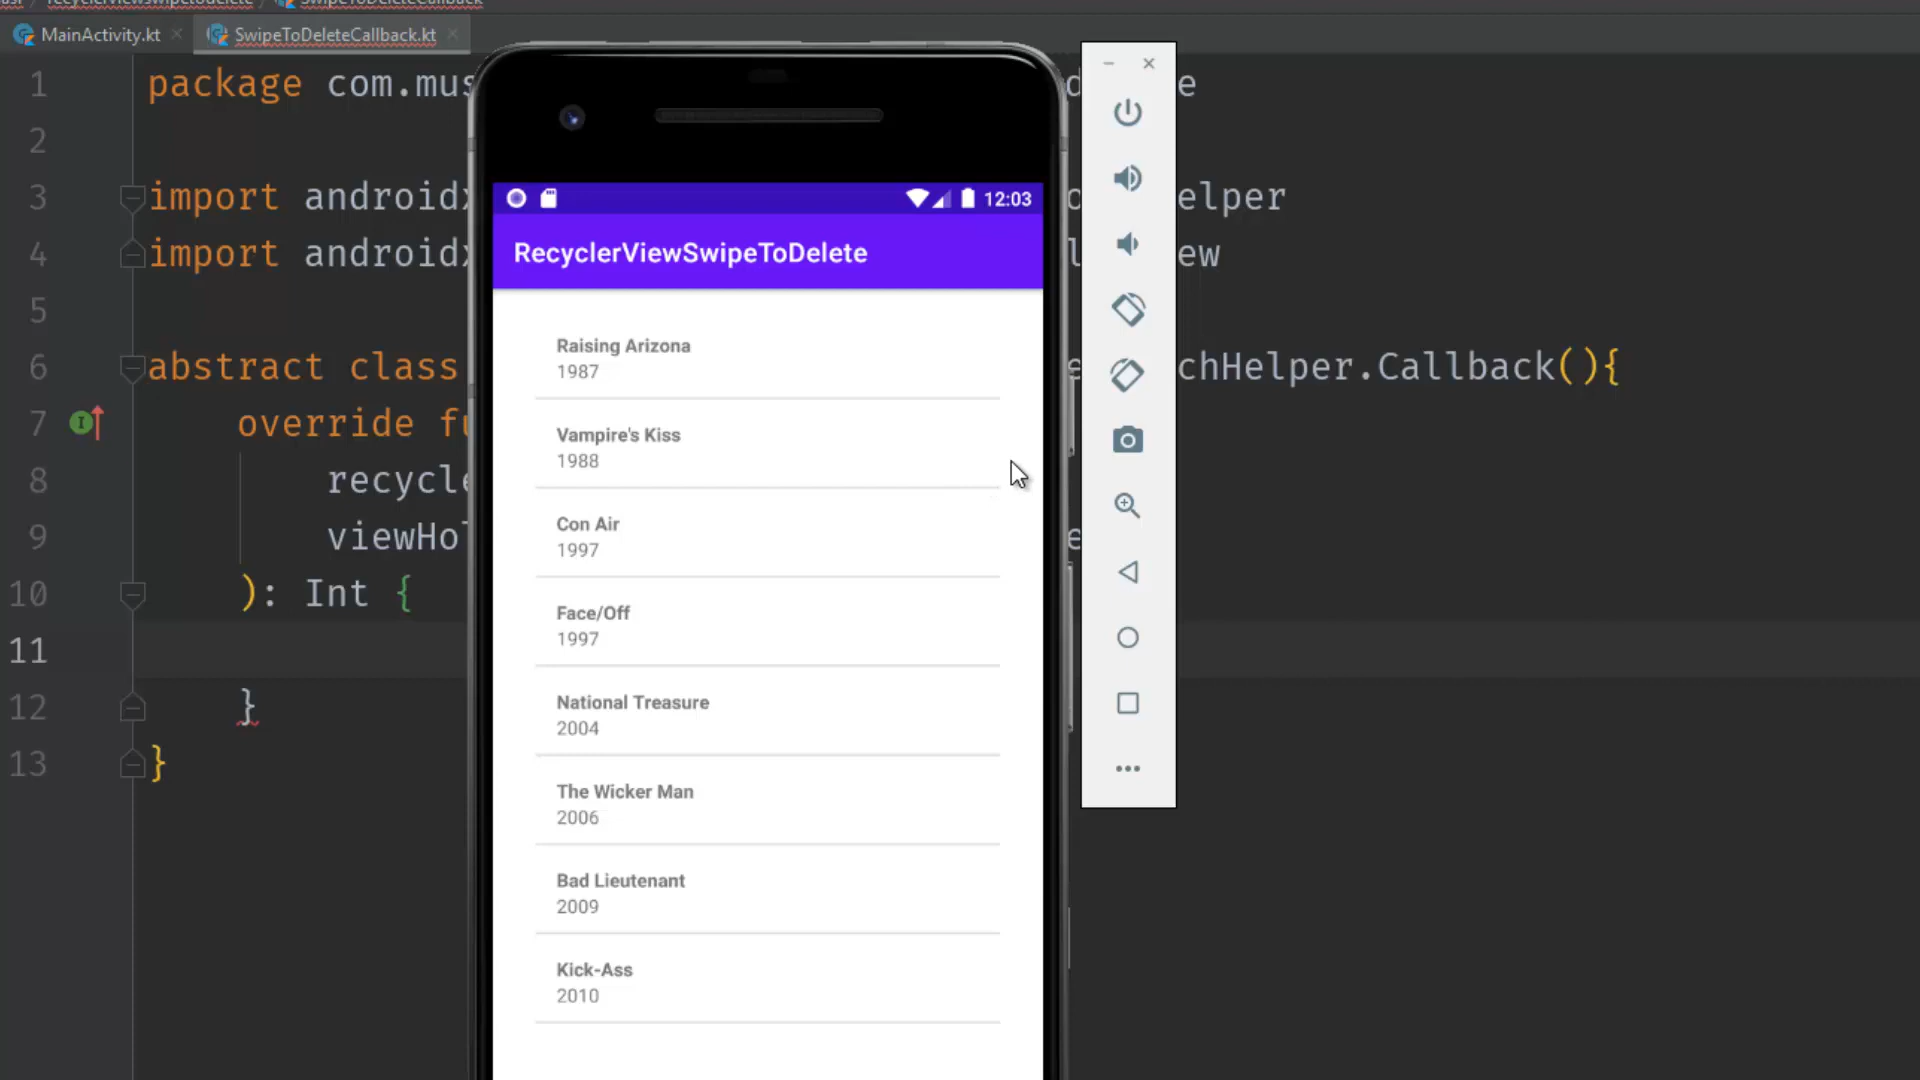 MainActivity.kt
SwipeToDeleteCallback.kt
1 package com.mus e
2
3 import androidx elper
4 import androidx ew
5
6 abstract class chHelper.Callback(){
7 override fu
8 recycle
9 viewHol
10 ): Int {
11
12 }
13 }
12:03
RecyclerViewSwipeToDelete
Raising Arizona
1987
Vampire's Kiss
1988
Con Air
1997
Face/Off
1997
National Treasure
2004
The Wicker Man
2006
Bad Lieutenant
2009
Kick-Ass
2010